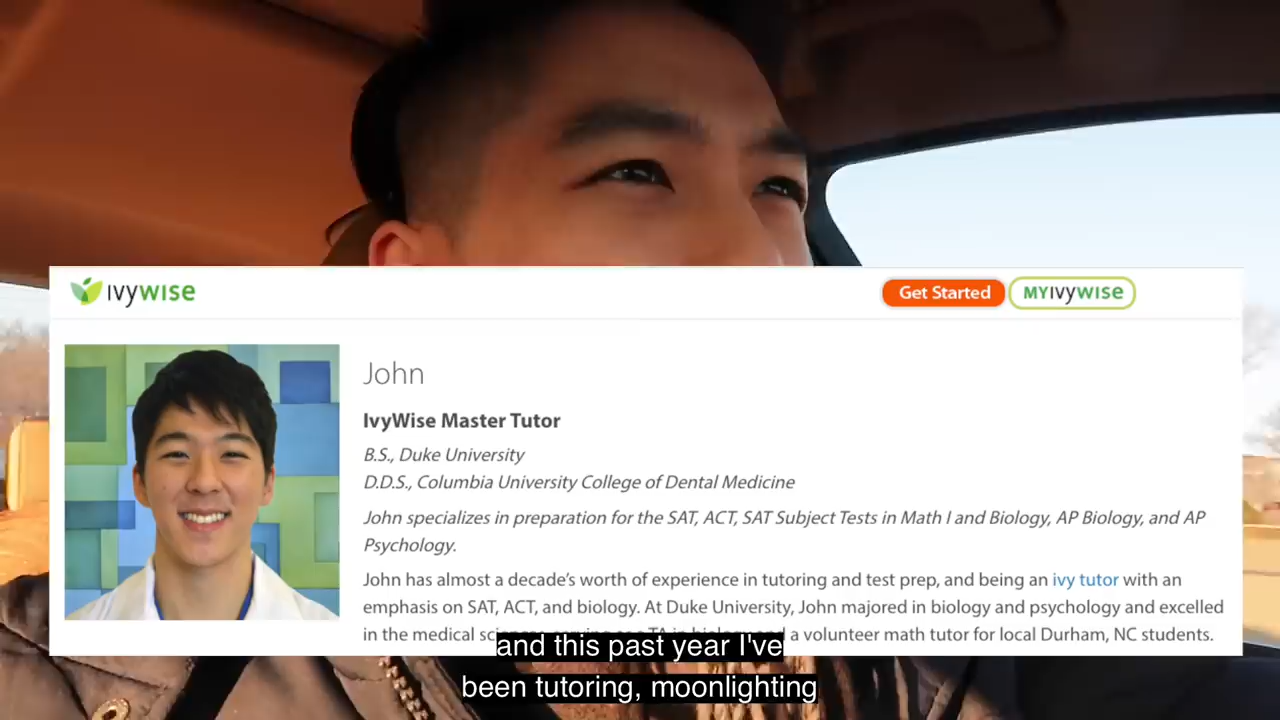 ivywise
Get Started
MYivywise
John
IvyWise Master Tutor
B.S., Duke University
D.D.S., Columbia University College of Dental Medicine
John specializes in preparation for the SAT, ACT, SAT Subject Tests in Math I and Biology, AP Biology, and AP
Psychology.
John has almost a decade's worth of experience in tutoring and test prep, and being an ivy tutor with an
emphasis on SAT, ACT, and biology. At Duke University, John majored in biology and psychology and excelled
in the medical a volunteer math tutor for local Durham, NC students.
and this past year I've
been tutoring, moonlighting